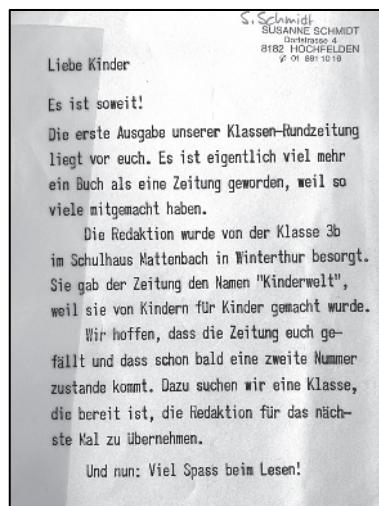 S. Schmidt
SUSANNE SCHMIDT
Dorfstrasse 4
8182 HOCHFELDEN
Liebe Kinder
Es ist soweit!
Die erste Ausgabe unserer Klassen-Rundzeitung
liegt vor euch. Es ist eigentlich viel mehr
ein Buch als eine Zeitung geworden, weil so
viele mitgemacht haben.
Die Redaktion wurde von der Klasse 3b
im Schulhaus Mattenbach in Winterthur besorgt.
Sie gab der Zeitung den Namen "Kinderwelt",
weil sie von Kindern für Kinder gemacht wurde.
Wir hoffen, dass die Zeitung euch ge-
fällt und dass schon bald eine zweite Nummer
zustande kommt. Dazu suchen wir eine Klasse,
die bereit ist, die Redaktion für das näch-
ste Mal zu übernehmen.
Und nun: Viel Spass beim Lesen!